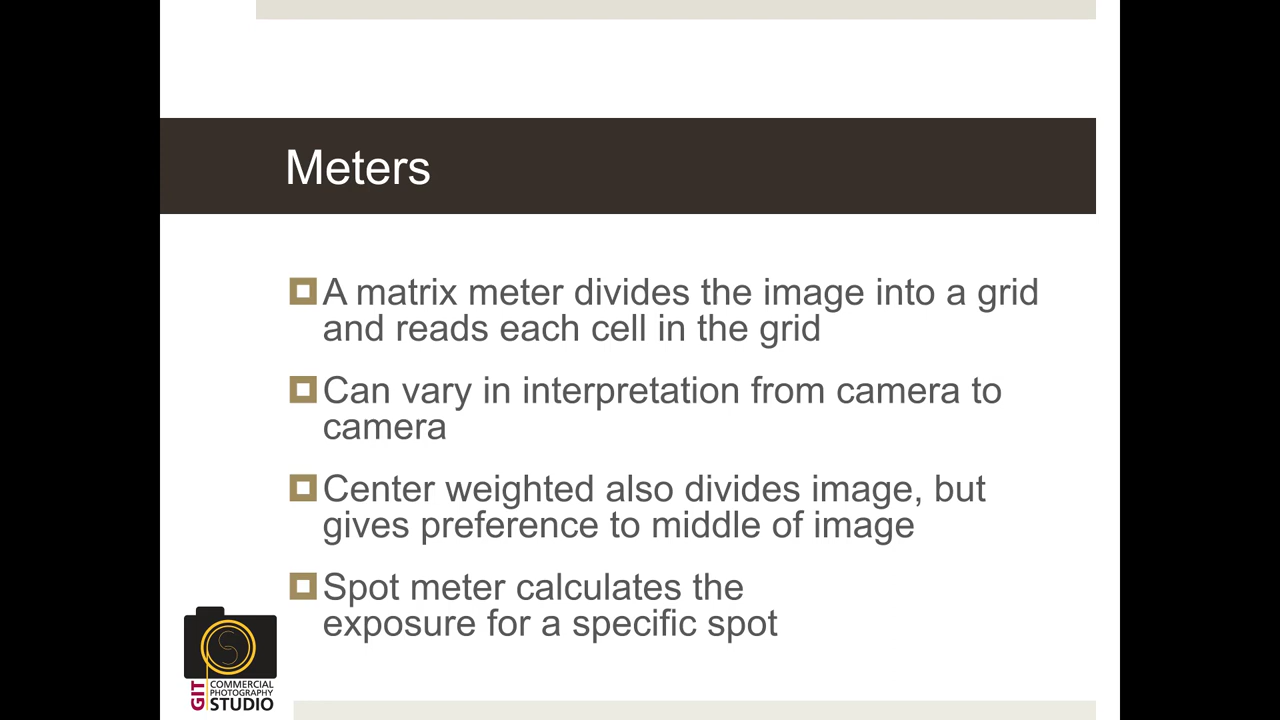 Meters
A matrix meter divides the image into a grid
and reads each cell in the grid
Can vary in interpretation from camera to
camera
Center weighted also divides image, but
gives preference to middle of image
Spot meter calculates the
exposure for a specific spot
GIT
COMMERCIAL
PHOTOGRAPHY
STUDIO